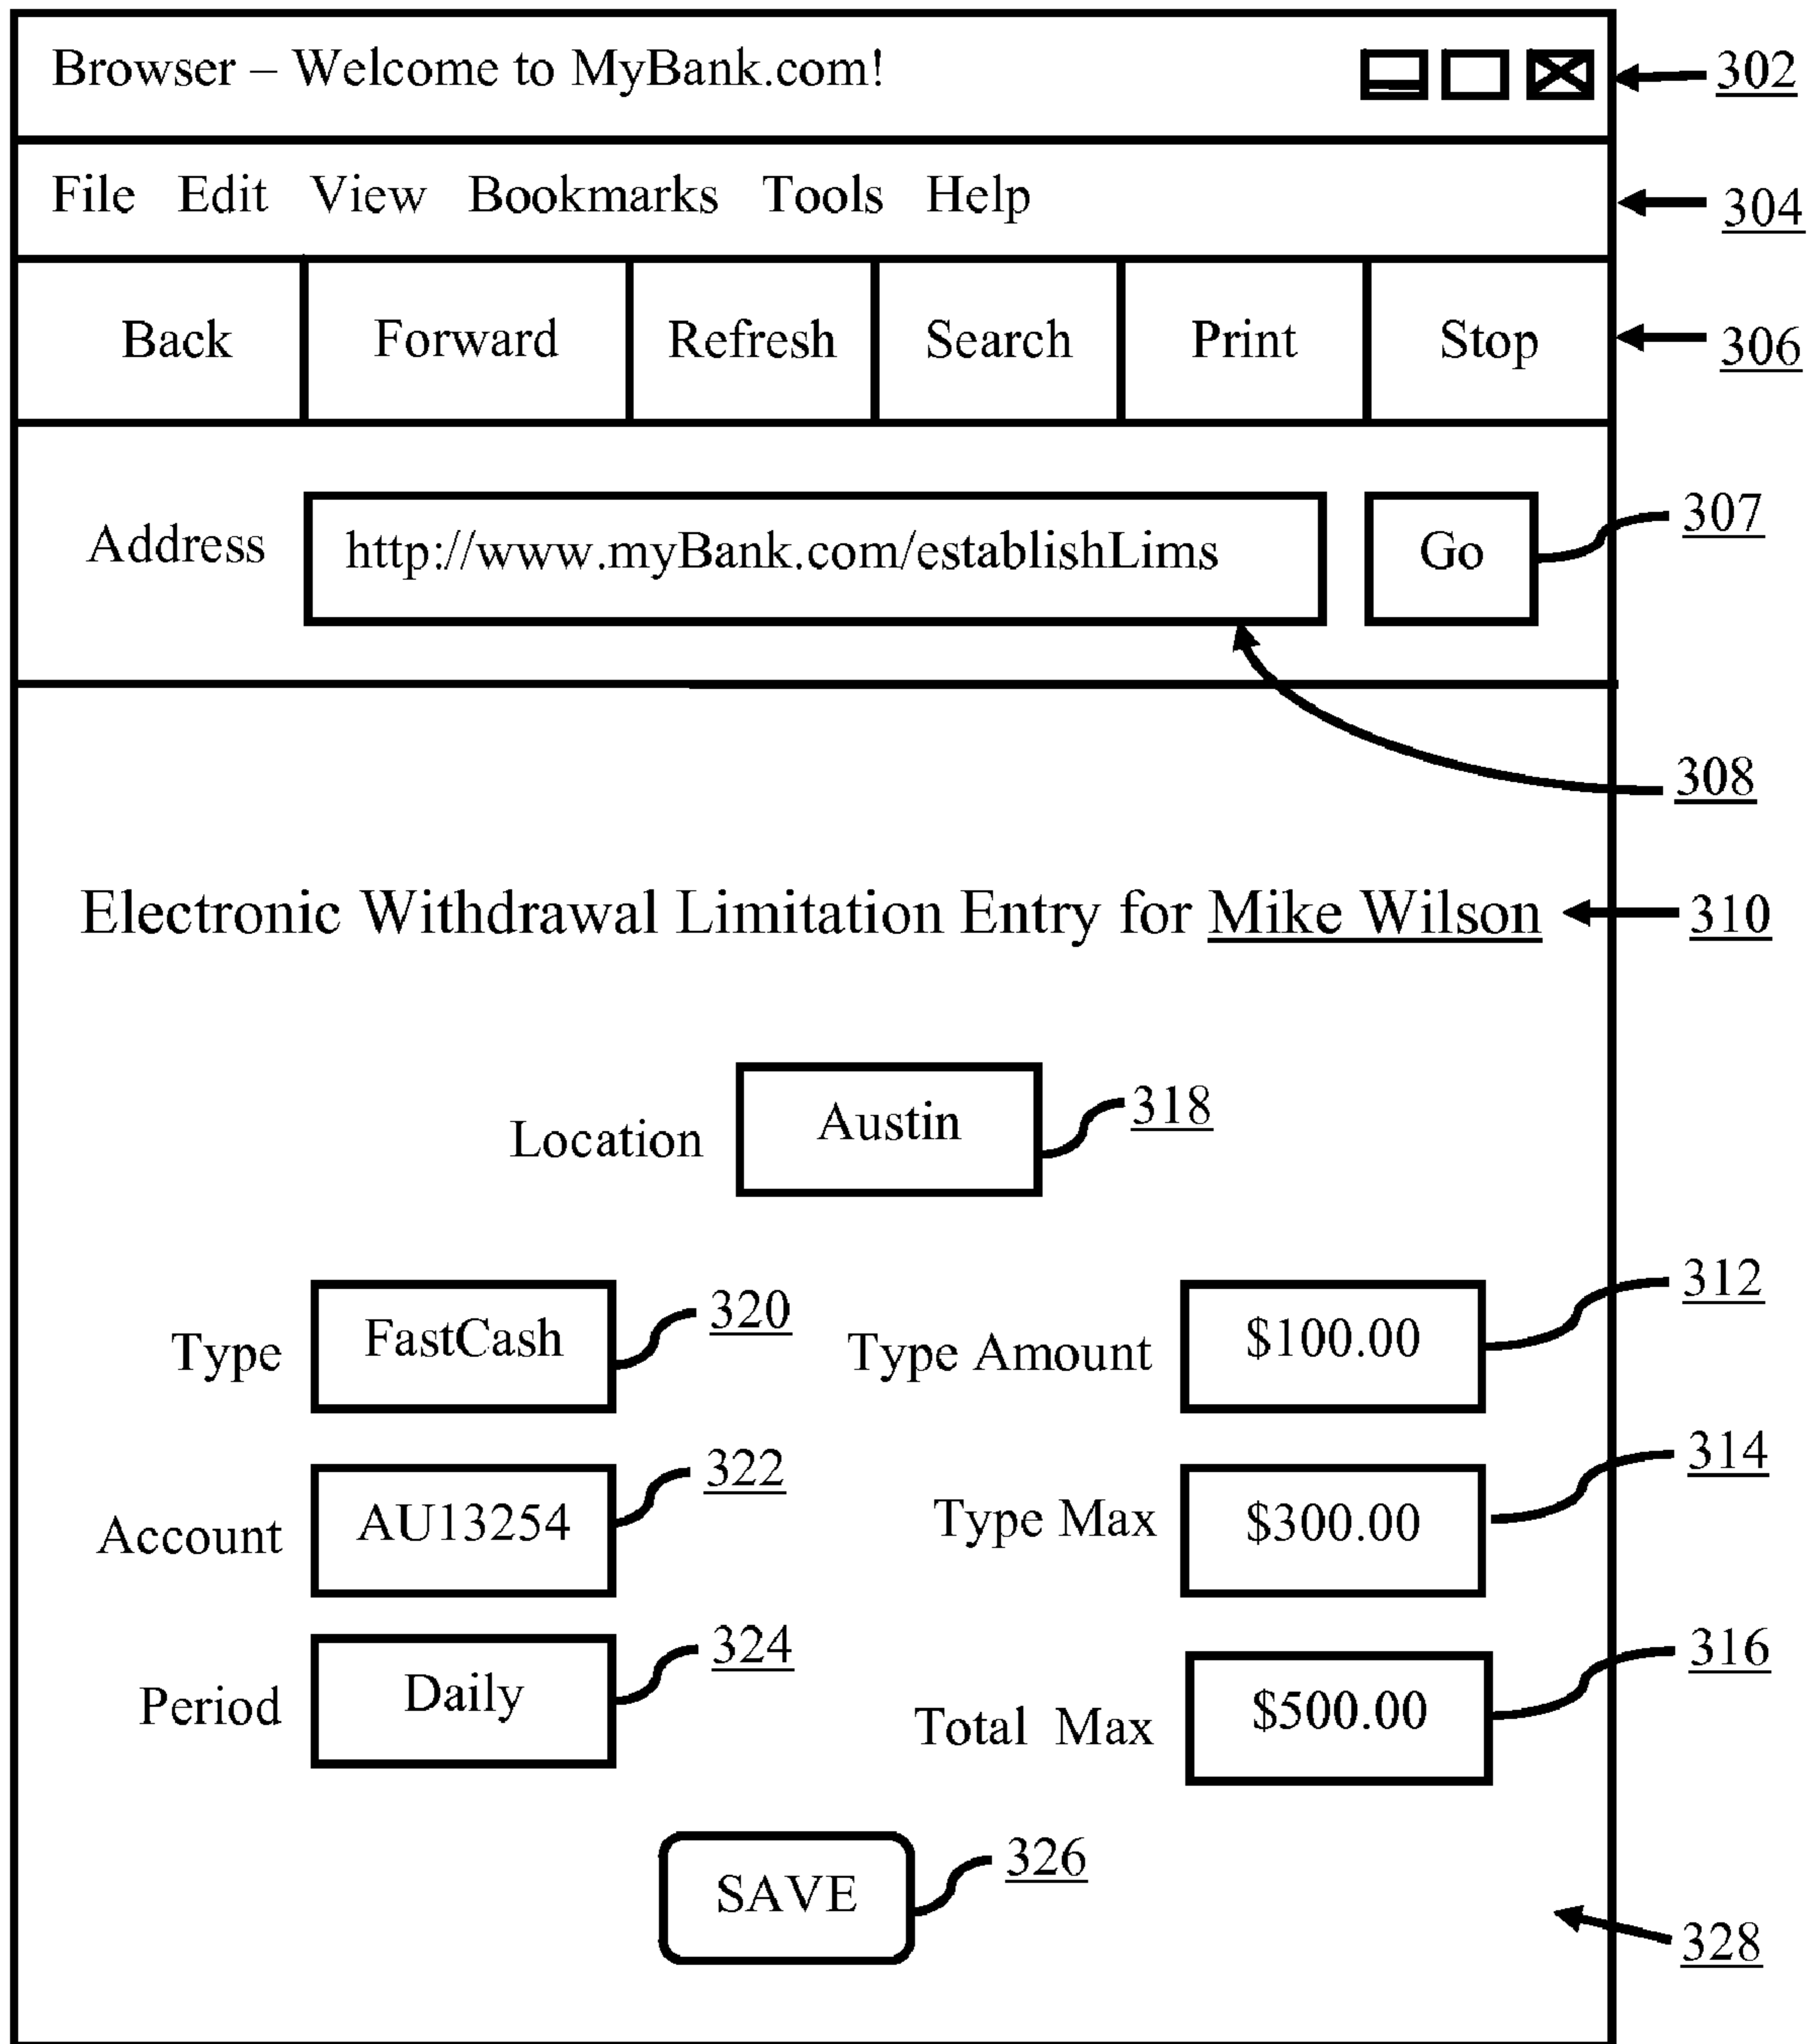 Browser – Welcome to MyBank.com! 302
File Edit View Bookmarks Tools Help 304
Back Forward Refresh Search Print Stop 306
Address http://www.myBank.com/establishLims Go 307
308
Electronic Withdrawal Limitation Entry for Mike Wilson 310
Location Austin 318
Type FastCash 320 Type Amount $100.00 312
Account AU13254 322 Type Max $300.00 314
Period Daily 324 Total Max $500.00 316
SAVE 326
328